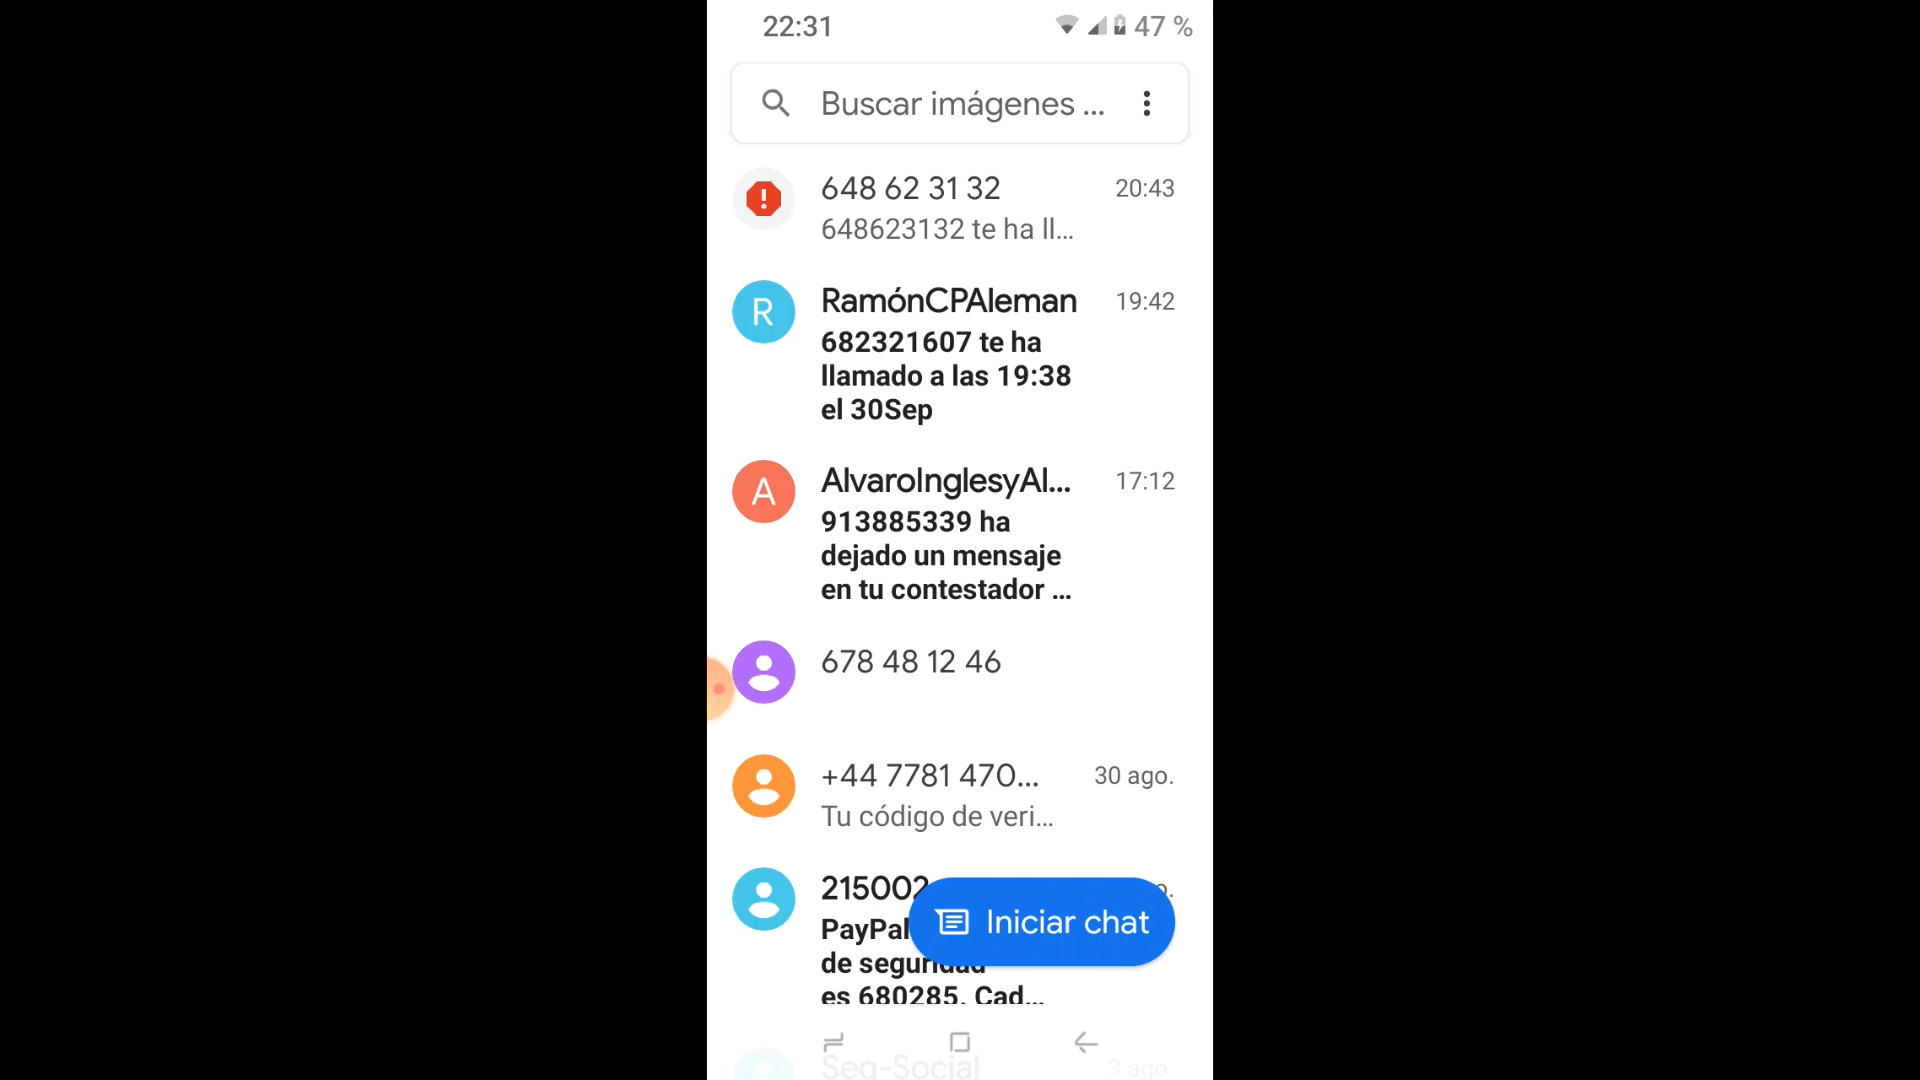 22:31
47 %
Buscar imágenes ...
648 62 31 32
20:43
648623132 te ha ll...
R
RamónCPAleman
19:42
682321607 te ha
llamado a las 19:38
el 30Sep
A
AlvaroInglesyAl...
17:12
913885339 ha
dejado un mensaje
en tu contestador ...
678 48 12 46
+44 7781 470...
30 ago.
Tu código de veri...
215002
PayPal
Iniciar chat
de seguridad
es 680285. Cad...
Seg-Social
3 ago